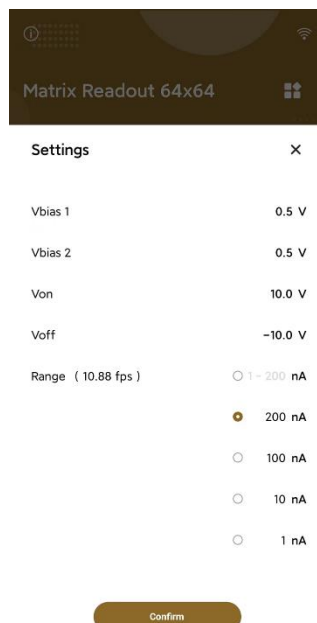 Matrix Readout 64x64
Settings
Vbias 1 0.5 V
Vbias 2 0.5 V
Von 10.0 V
Voff -10.0 V
Range ( 10.88 fps ) 1 - 200 nA
200 nA
100 nA
10 nA
1 nA
Confirm